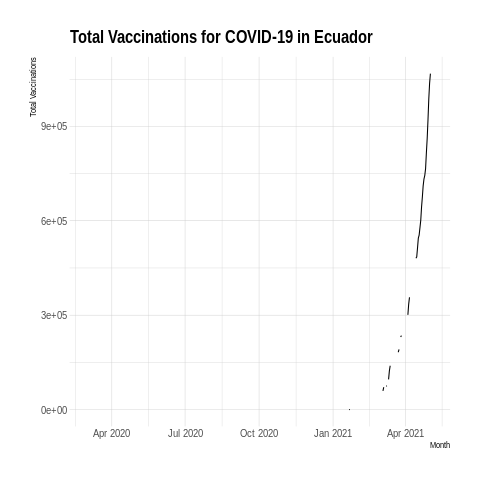 Total Vaccinations for COVID-19 in Ecuador
Total Vaccinations
9e+05
6e+05
3e+05
0e+00
Apr 2020
Jul 2020
Oct 2020
Jan 2021
Apr 2021
Month